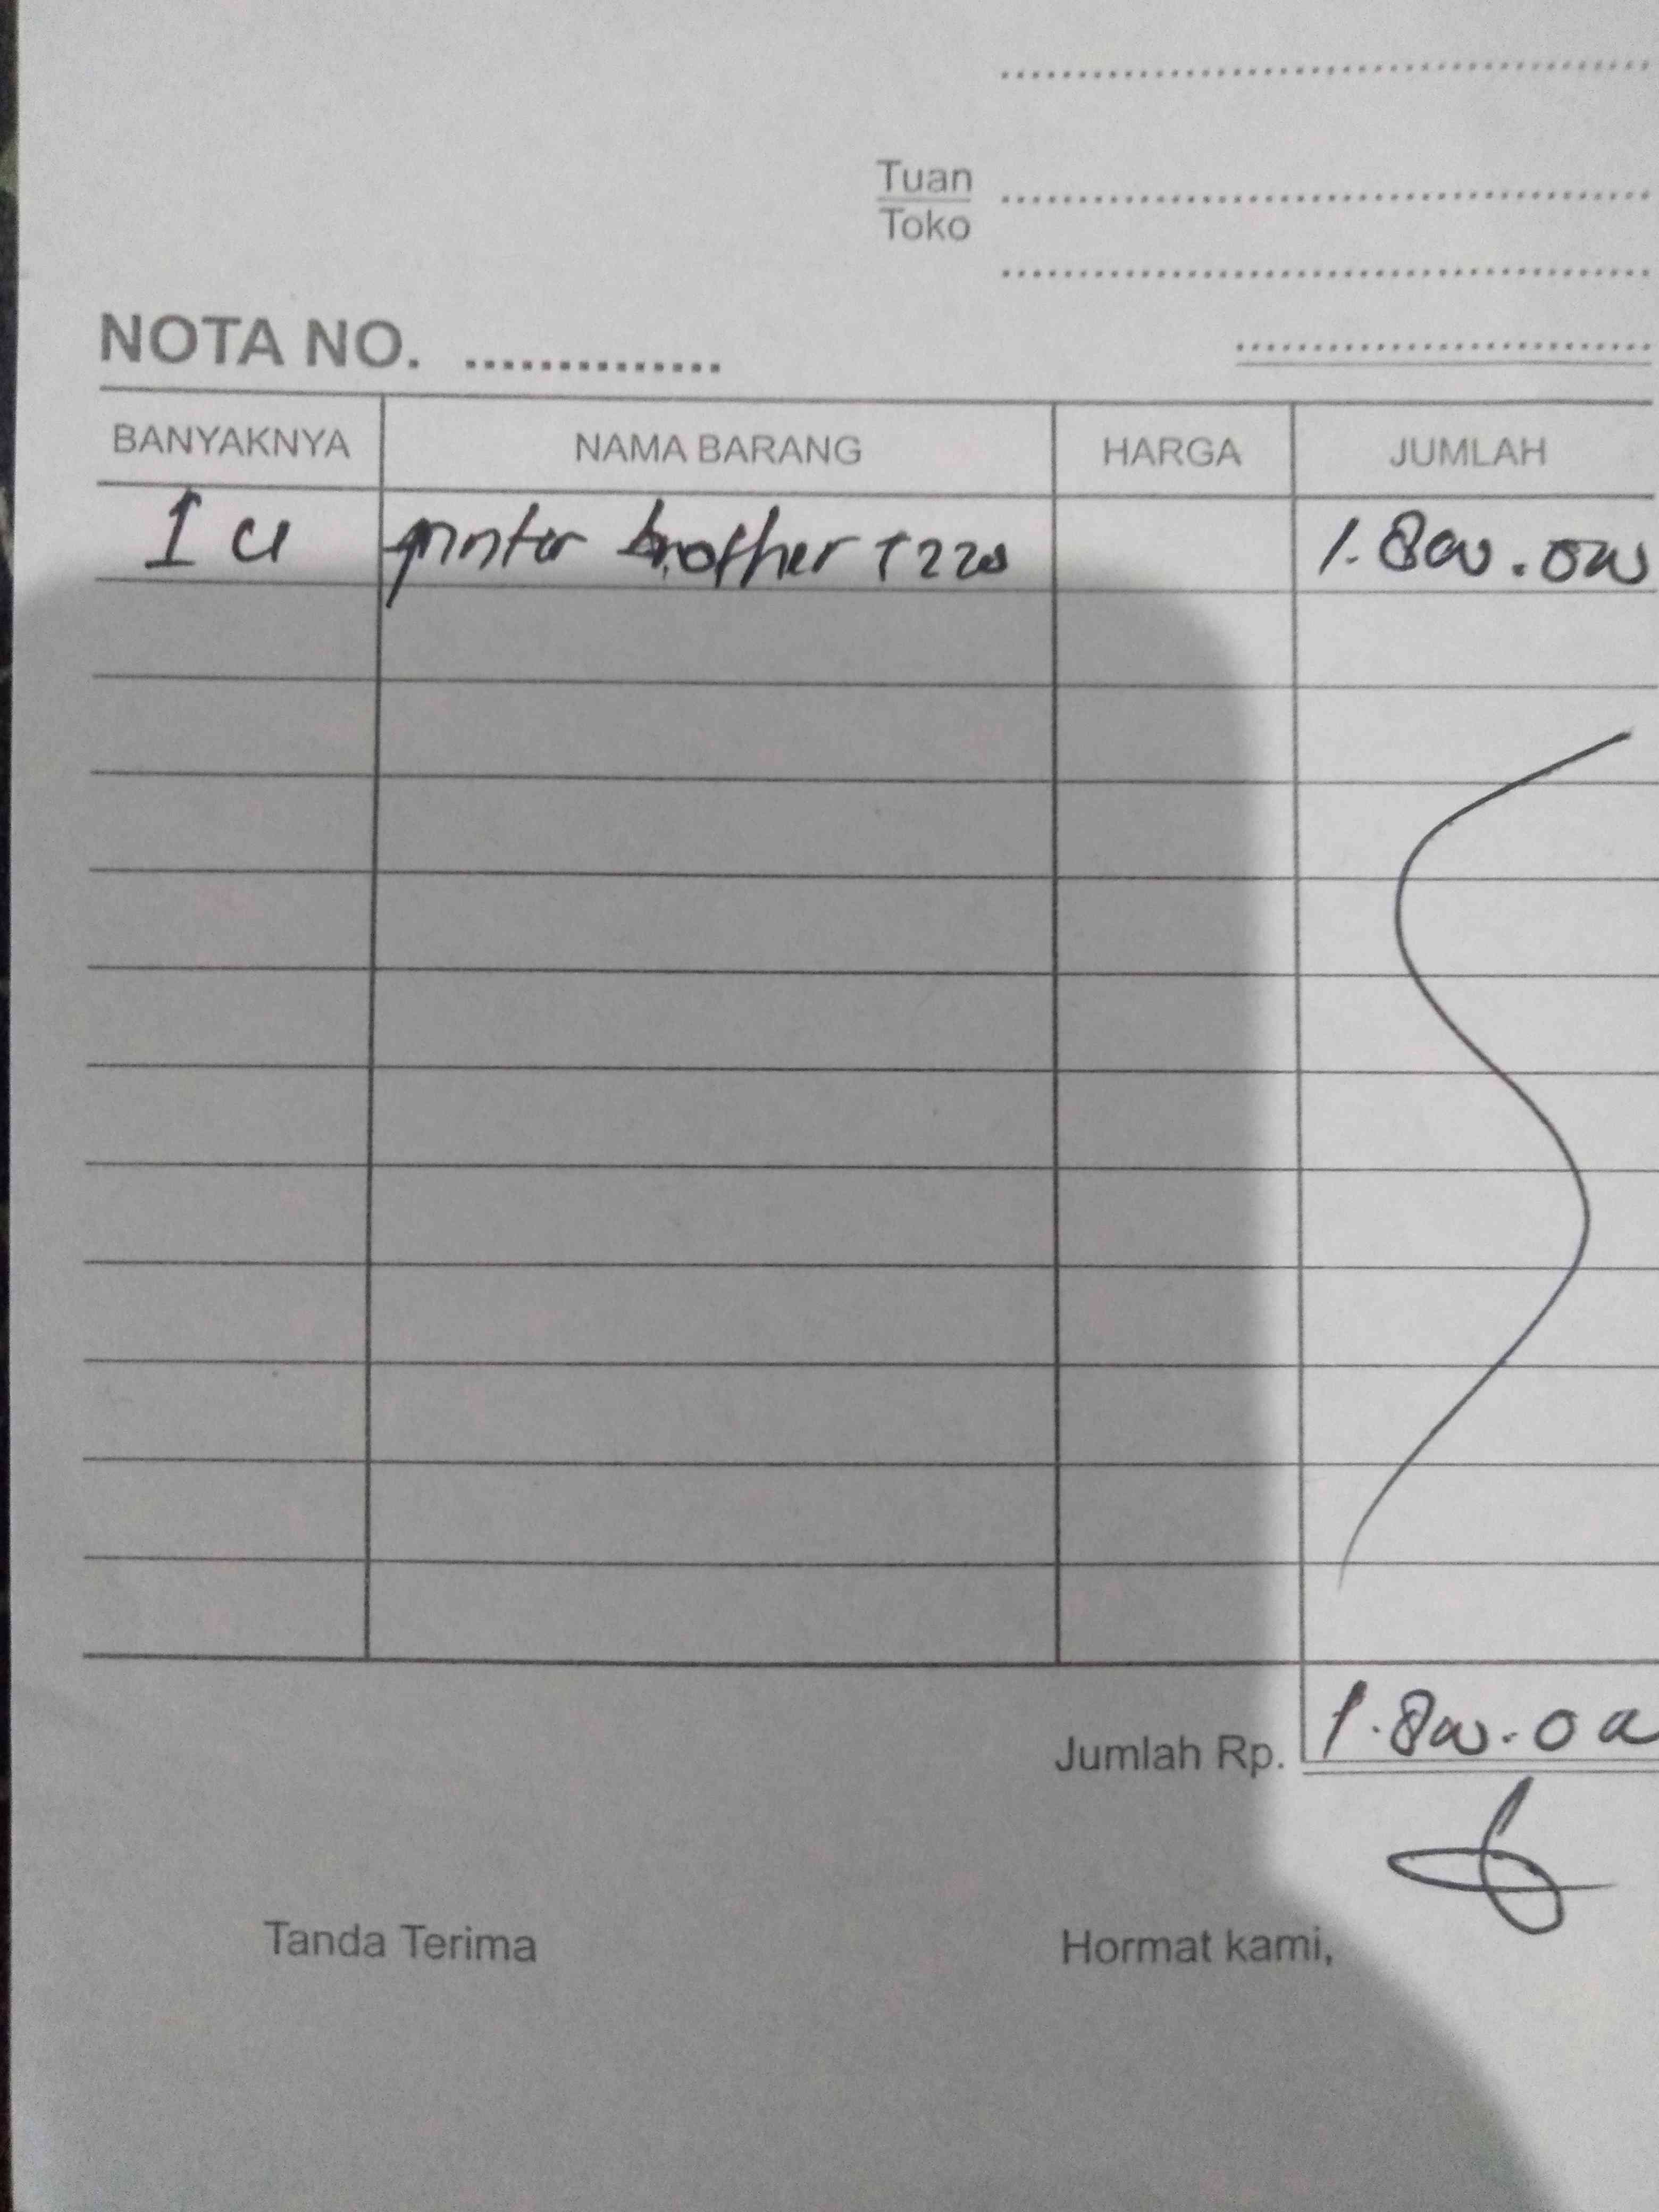 Tuan
Toko
NOTA NO. ..............
BANYAKNYA NAMA BARANG HARGA JUMLAH
1 printer brother T220 1.800.000
Jumlah Rp. 1.800.00
Tanda Terima Hormat kami,